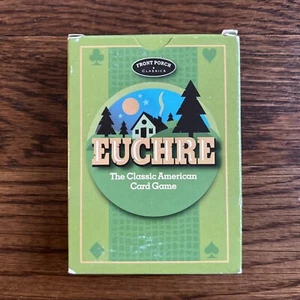 FRONT PORCH
CLASSICS
EUCHRE
The Classic American
Card Game